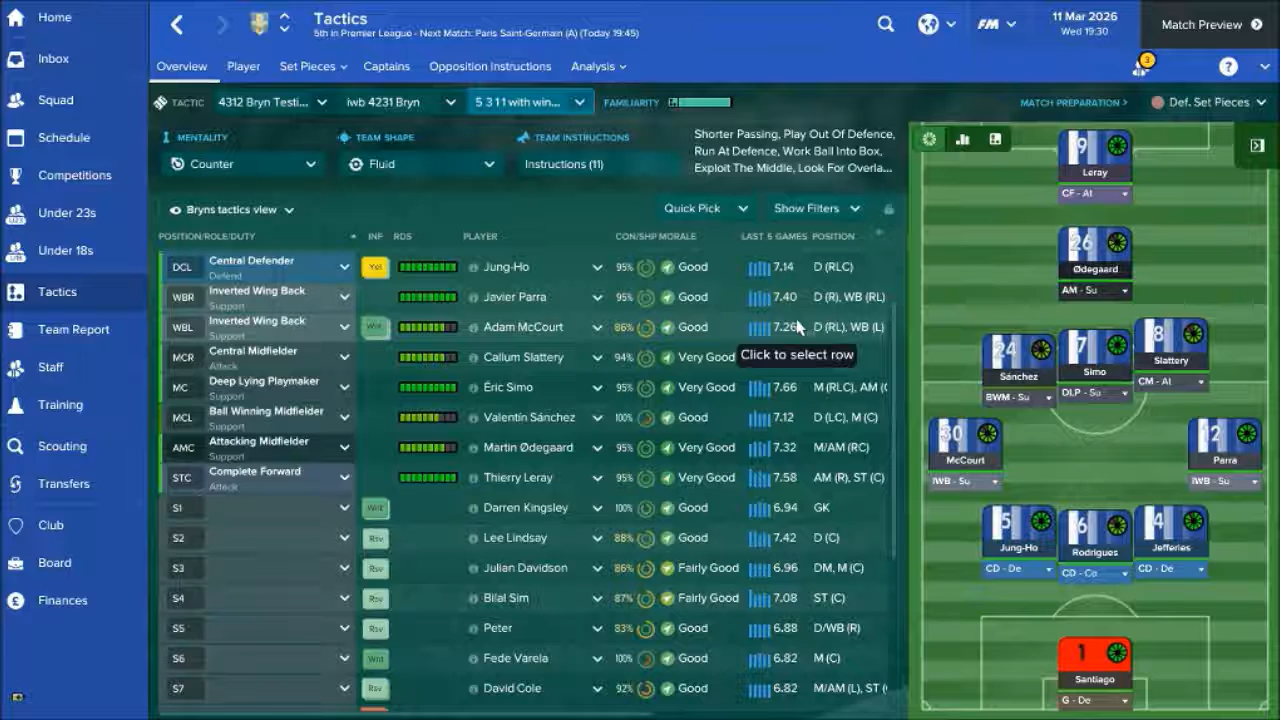 Home
Inbox
Squad
Schedule
Competitions
Under 23s
Under 18s
Tactics
Team Report
Staff
Training
Scouting
Transfers
Club
Board
Finances
Tactics
5th in Premier League - Next Match: Paris Saint-Germain (A) (Today 19:45)
FM
11 Mar 2026
Wed 19:30
Match Preview
3
?
Overview Player Set Pieces Captains Opposition Instructions Analysis
TACTIC 4312 Bryn Testi... iwb 4231 Bryn 5 3 1 1 with win... FAMILIARITY MATCH PREPARATION > Def. Set Pieces
MENTALITY TEAM SHAPE TEAM INSTRUCTIONS
Counter Fluid Instructions (11)
Shorter Passing, Play Out Of Defence,
Run At Defence, Work Ball Into Box,
Exploit The Middle, Look For Overla...
Bryns tactics view Quick Pick Show Filters
POSITION/ROLE/DUTY INF RDS PLAYER CON/SHP MORALE LAST 5 GAMES POSITION
DCL Central Defender Defend Yel Jung-Ho 95% Good 7.14 D (RLC)
WBR Inverted Wing Back Support Javier Parra 95% Good 7.40 D (R), WB (RL)
WBL Inverted Wing Back Support Wnt Adam McCourt 86% Good 7.26 D (RL), WB (L)
MCR Central Midfielder Attack Callum Slattery 94% Very Good
Click to select row
MC Deep Lying Playmaker Support Éric Simo 95% Very Good 7.66 M (RLC), AM (
MCL Ball Winning Midfielder Support Valentín Sánchez 100% Good 7.12 D (LC), M (C)
AMC Attacking Midfielder Support Martin Ødegaard 95% Very Good 7.32 M/AM (RC)
STC Complete Forward Attack Thierry Leray 95% Very Good 7.58 AM (R), ST (C)
S1 Wnt Darren Kingsley 100% Good 6.94 GK
S2 Rsv Lee Lindsay 88% Good 7.42 D (C)
S3 Rsv Julian Davidson 86% Fairly Good 6.96 DM, M (C)
S4 Rsv Bilal Sim 87% Fairly Good 7.08 ST (C)
S5 Rsv Peter 83% Good 6.88 D/WB (R)
S6 Wnt Fede Varela 100% Good 6.82 M (C)
S7 Rsv David Cole 92% Good 6.82 M/AM (L), ST (
9
Leray
CF - At
26
Ødegaard
AM - Su
24 7 8
Sánchez Simo Slattery
BWM - Su DLP - Su CM - At
30 12
McCourt Parra
IWB - Su IWB - Su
5 6 4
Jung-Ho Rodrigues Jefferies
CD - De CD - Co CD - De
1
Santiago
G - De